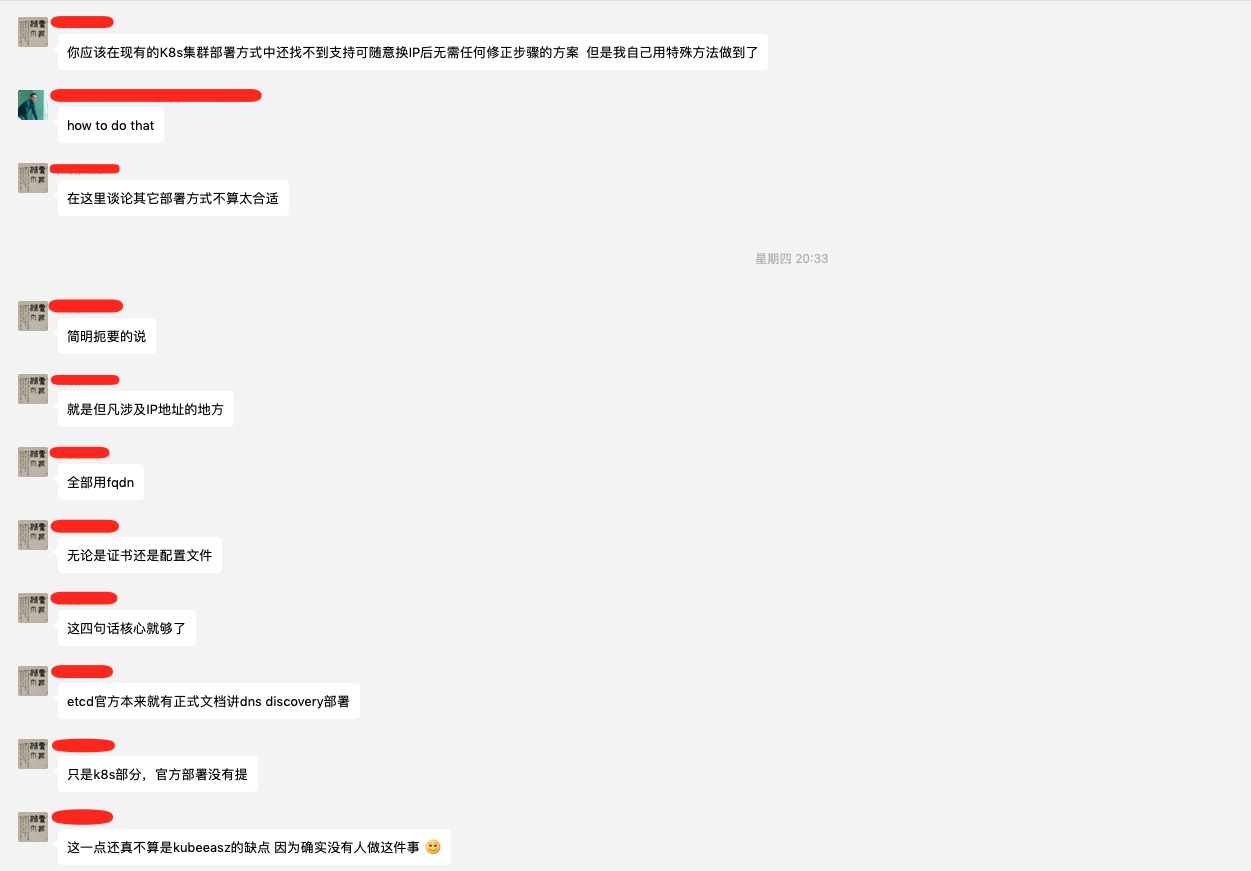 你应该在现有的K8s集群部署方式中还找不到支持可随意换IP后无需任何修正步骤的方案 但是我自己用特殊方法做到了
how to do that
在这里谈论其它部署方式不算太合适
星期四 20:33
简明扼要的说
就是但凡涉及IP地址的地方
全部用fqdn
无论是证书还是配置文件
这四句话核心就够了
etcd官方本来就有正式文档讲dns discovery部署
只是k8s部分，官方部署没有提
这一点还真不算是kubeeasz的缺点 因为确实没有人做这件事